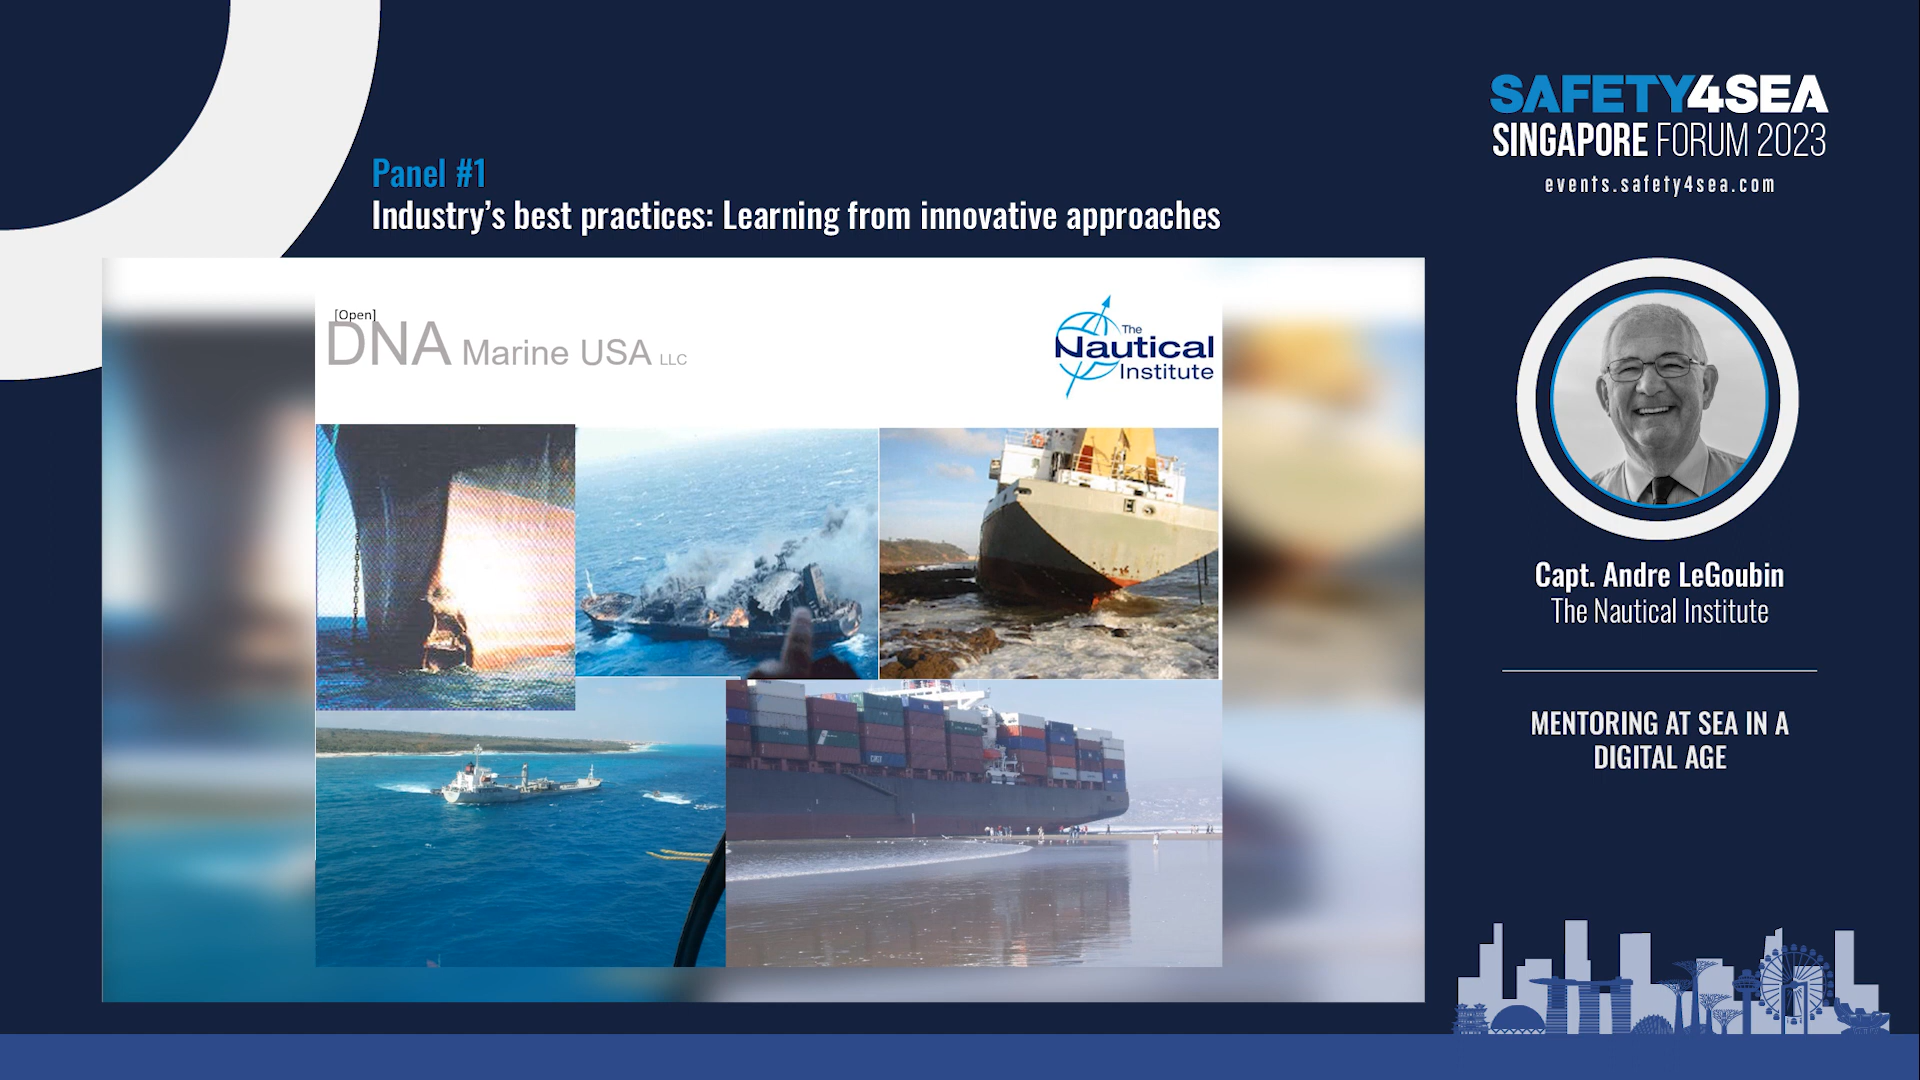 SAFETY4SEA
SINGAPORE FORUM 2023
events.safety4sea.com
Panel #1
Industry's best practices: Learning from innovative approaches
[Open]
DNA Marine USA LLC
The
Nautical
Institute
Capt. Andre LeGoubin
The Nautical Institute
MENTORING AT SEA IN A
DIGITAL AGE